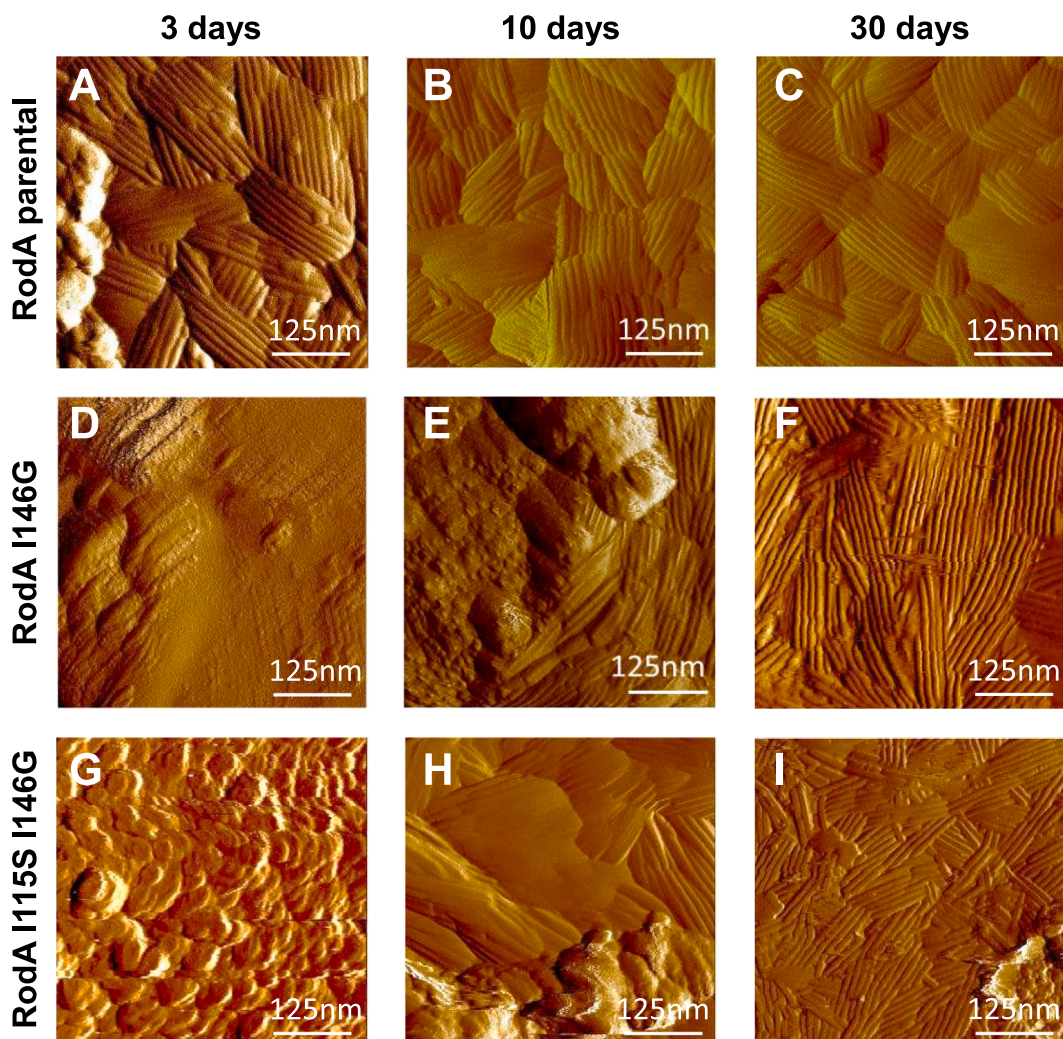 3 days
10 days
30 days
RodA parental
A
125nm
B
125nm
C
125nm
RodA I146G
D
125nm
E
125nm
F
125nm
RodA I115S I146G
G
125nm
H
125nm
I
125nm